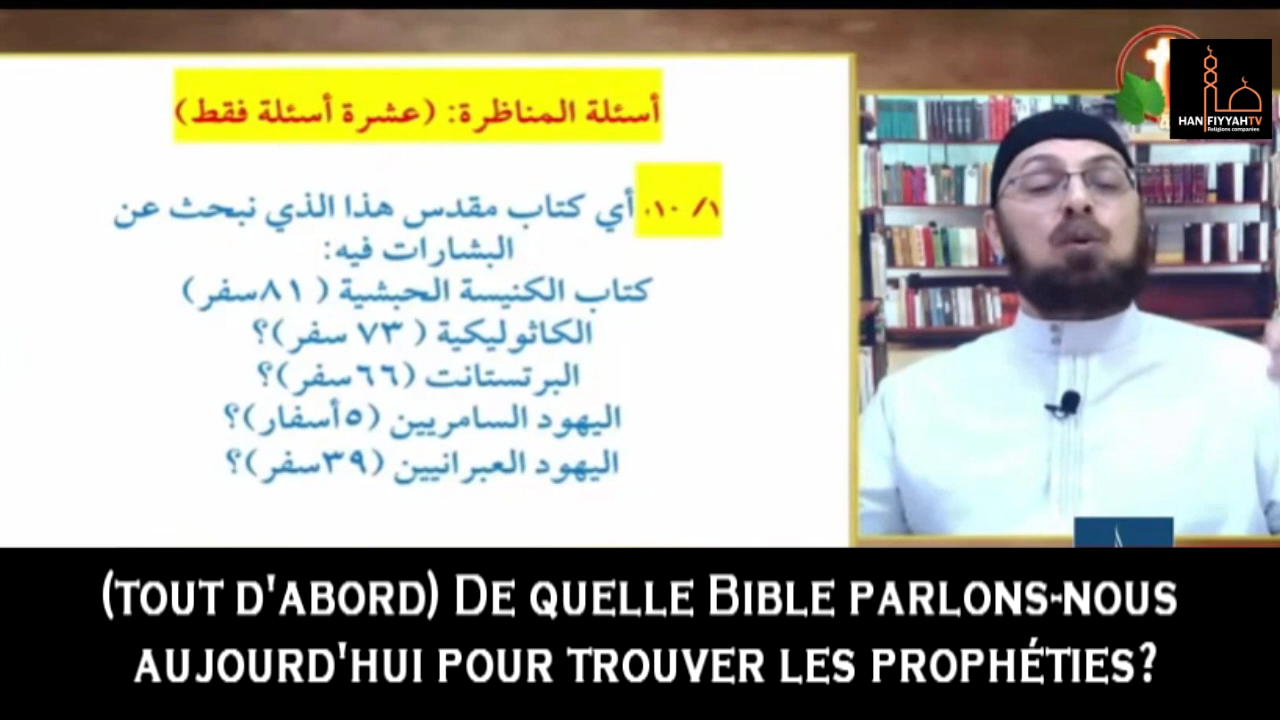 أسئلة المناظرة: (عشرة أسئلة فقط)
١/ ١٠. أي كتاب مقدس هذا الذي نبحث عن
البشارات فيه:
كتاب الكنيسة الحبشية ( ٨١سفر)
الكاثوليكية ( ٧٣ سفر)؟
البرتستانت (٦٦سفر)؟
اليهود السامريين (٥أسفار)؟
اليهود العبرانيين (٣٩سفر)؟
HANIFIYYAHTV
Religions comparées
(TOUT D'ABORD) DE QUELLE BIBLE PARLONS-NOUS
AUJOURD'HUI POUR TROUVER LES PROPHÉTIES?